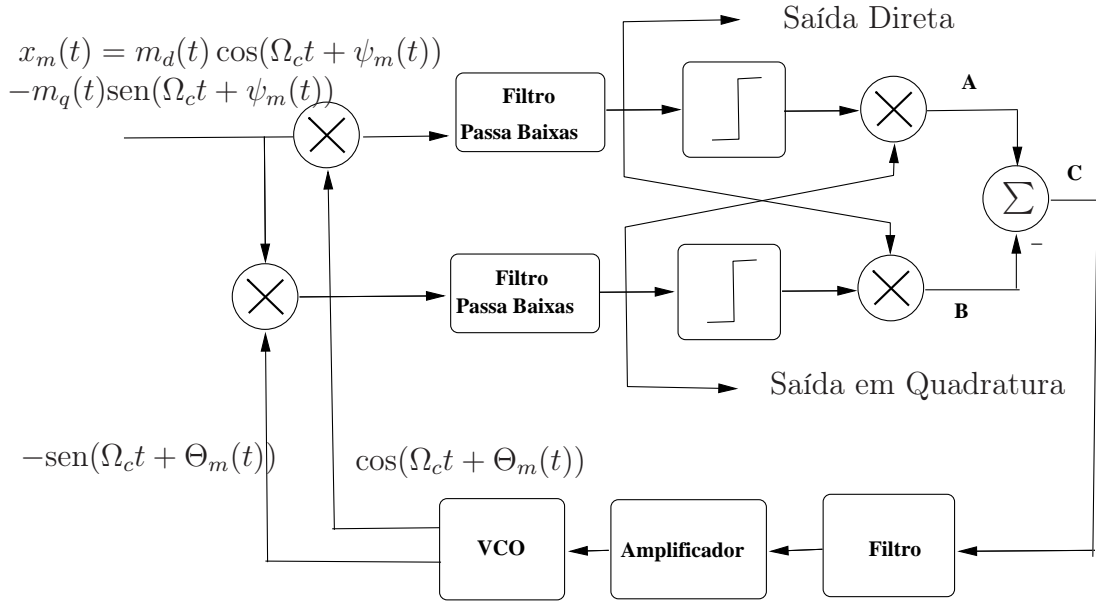 Saída Direta
x_m(t) = m_d(t) cos(Ω_c t + ψ_m(t))
−m_q(t)sen(Ω_c t + ψ_m(t))
Filtro
Passa Baixas
A
C
Σ
−
Filtro
Passa Baixas
B
Saída em Quadratura
−sen(Ω_c t + Θ_m(t))
cos(Ω_c t + Θ_m(t))
VCO
Amplificador
Filtro